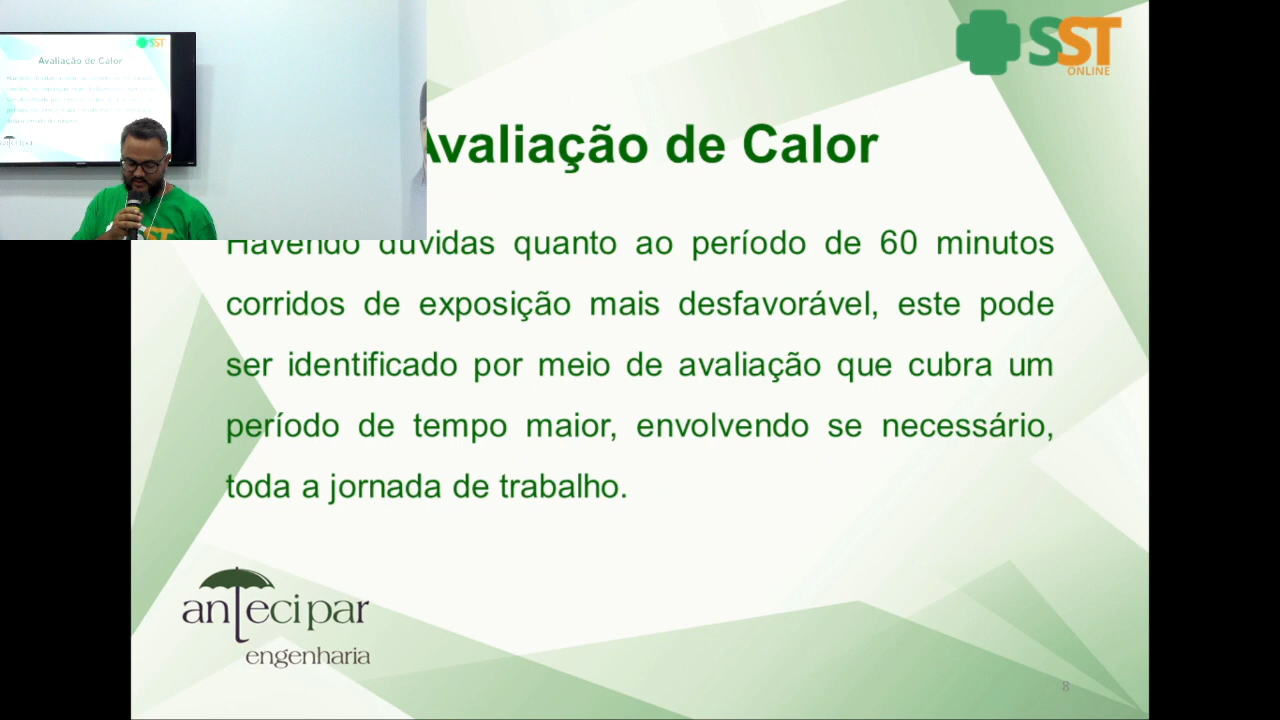 SST
ONLINE
Avaliação de Calor
SST
Avaliação de Calor
Havendo dúvidas quanto ao período de 60 minutos
corridos de exposição mais desfavorável, este pode
ser identificado por meio de avaliação que cubra um
período de tempo maior, envolvendo se necessário,
toda a jornada de trabalho.
antecipar
engenharia
8